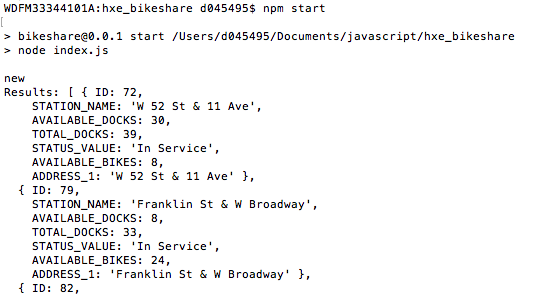 WDFM33344101A:hxe_bikeshare d045495$ npm start
[
> bikeshare@0.0.1 start /Users/d045495/Documents/javascript/hxe_bikeshare
> node index.js
new
Results: [ { ID: 72,
STATION_NAME: 'W 52 St & 11 Ave',
AVAILABLE_DOCKS: 30,
TOTAL_DOCKS: 39,
STATUS_VALUE: 'In Service',
AVAILABLE_BIKES: 8,
ADDRESS_1: 'W 52 St & 11 Ave' },
{ ID: 79,
STATION_NAME: 'Franklin St & W Broadway',
AVAILABLE_DOCKS: 8,
TOTAL_DOCKS: 33,
STATUS_VALUE: 'In Service',
AVAILABLE_BIKES: 24,
ADDRESS_1: 'Franklin St & W Broadway' },
{ ID: 82,